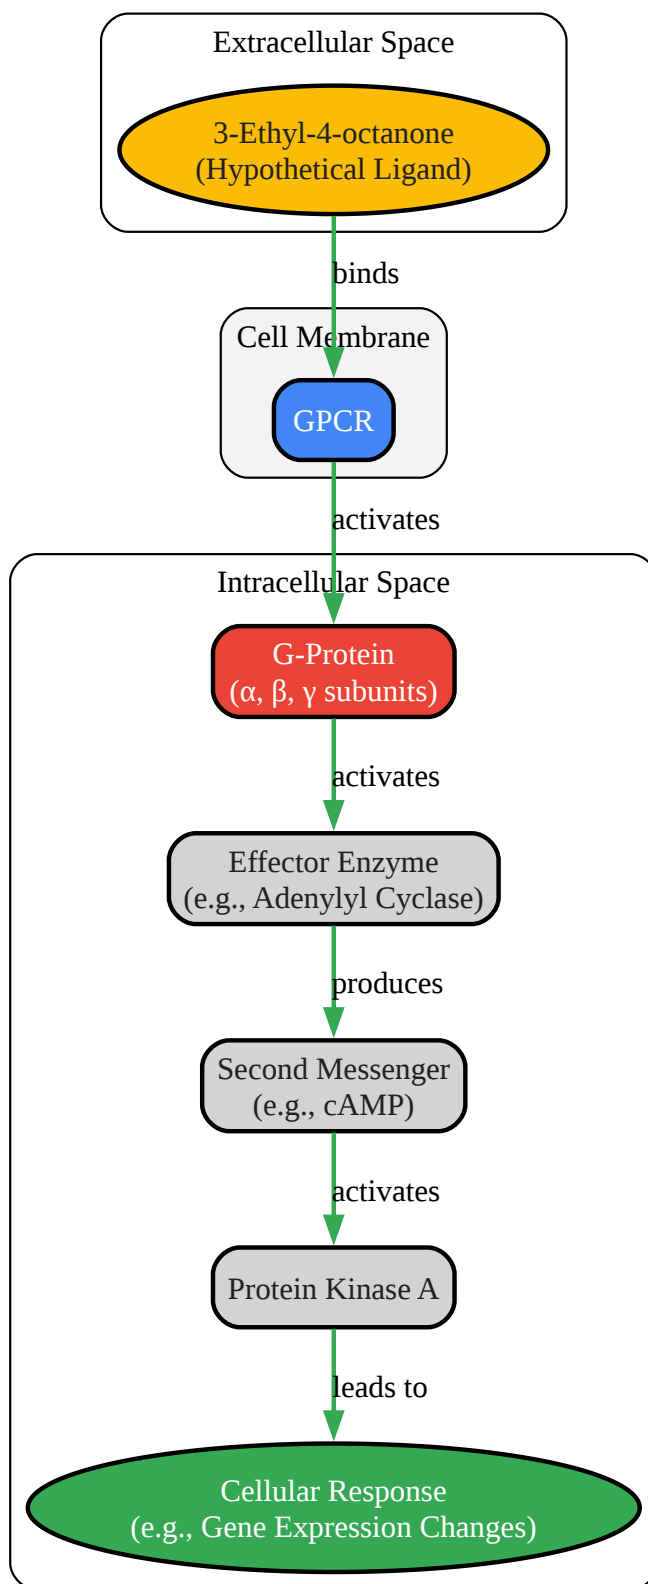 Extracellular Space
3-Ethyl-4-octanone
(Hypothetical Ligand)
binds
Cell Membrane
GPCR
activates
Intracellular Space
G-Protein
(α, β, γ subunits)
activates
Effector Enzyme
(e.g., Adenylyl Cyclase)
produces
Second Messenger
(e.g., cAMP)
activates
Protein Kinase A
leads to
Cellular Response
(e.g., Gene Expression Changes)